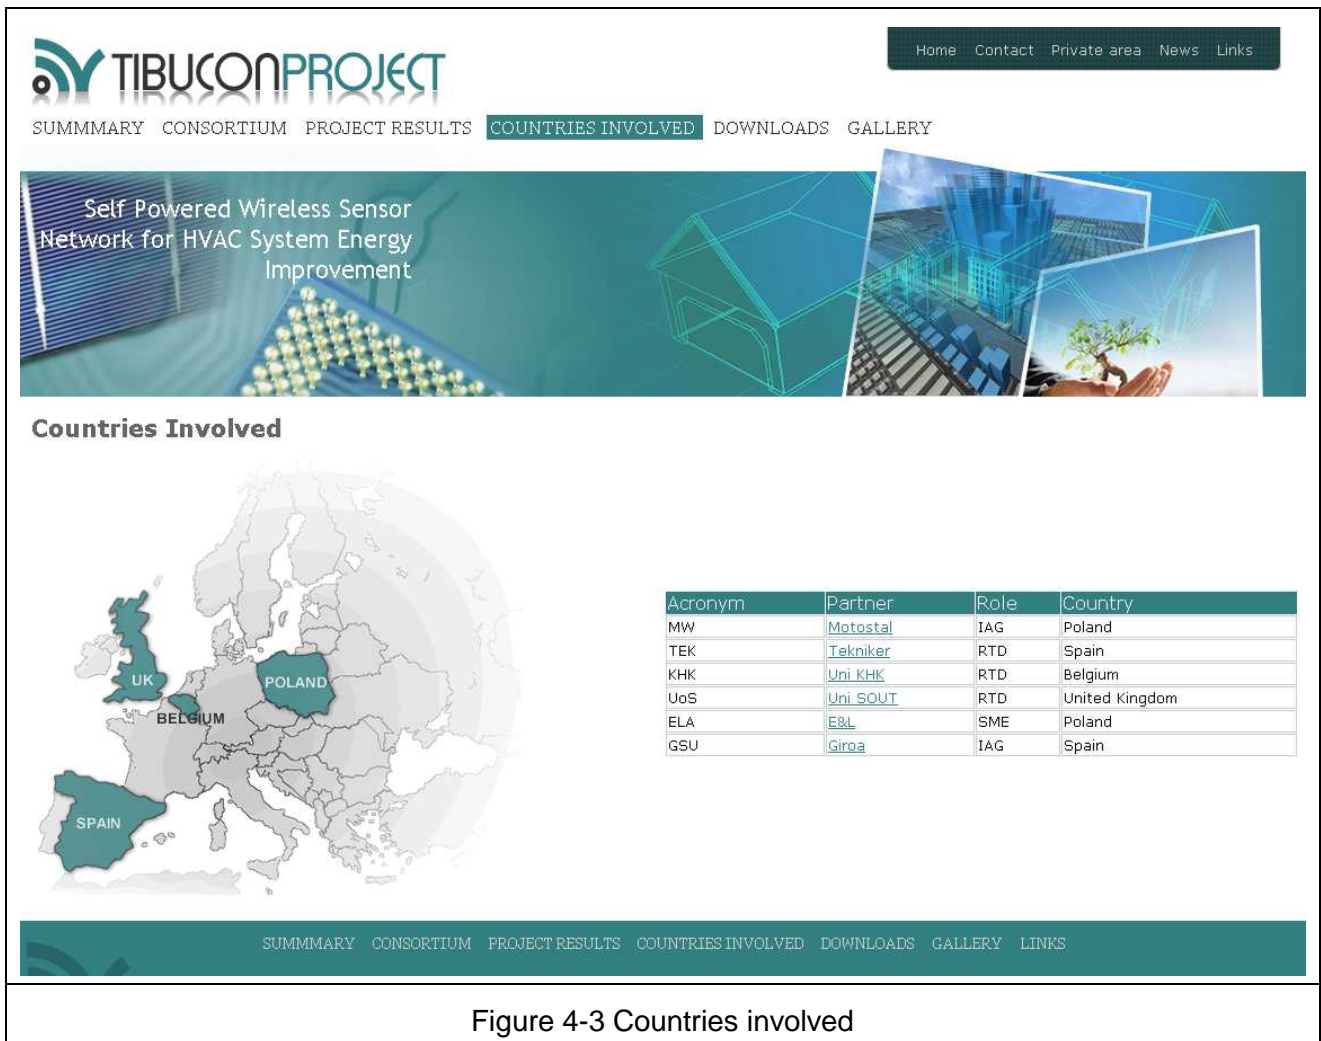 TIBUCONPROJECT
Home Contact Private area News Links
SUMMMARY CONSORTIUM PROJECT RESULTS COUNTRIES INVOLVED DOWNLOADS GALLERY
Self Powered Wireless Sensor
Network for HVAC System Energy
Improvement
Countries Involved
UK
POLAND
BELGIUM
SPAIN
Acronym Partner Role Country
MW Motostal IAG Poland
TEK Tekniker RTD Spain
KHK Uni KHK RTD Belgium
UoS Uni SOUT RTD United Kingdom
ELA E&L SME Poland
GSU Giroa IAG Spain
SUMMMARY CONSORTIUM PROJECT RESULTS COUNTRIES INVOLVED DOWNLOADS GALLERY LINKS
Figure 4-3 Countries involved